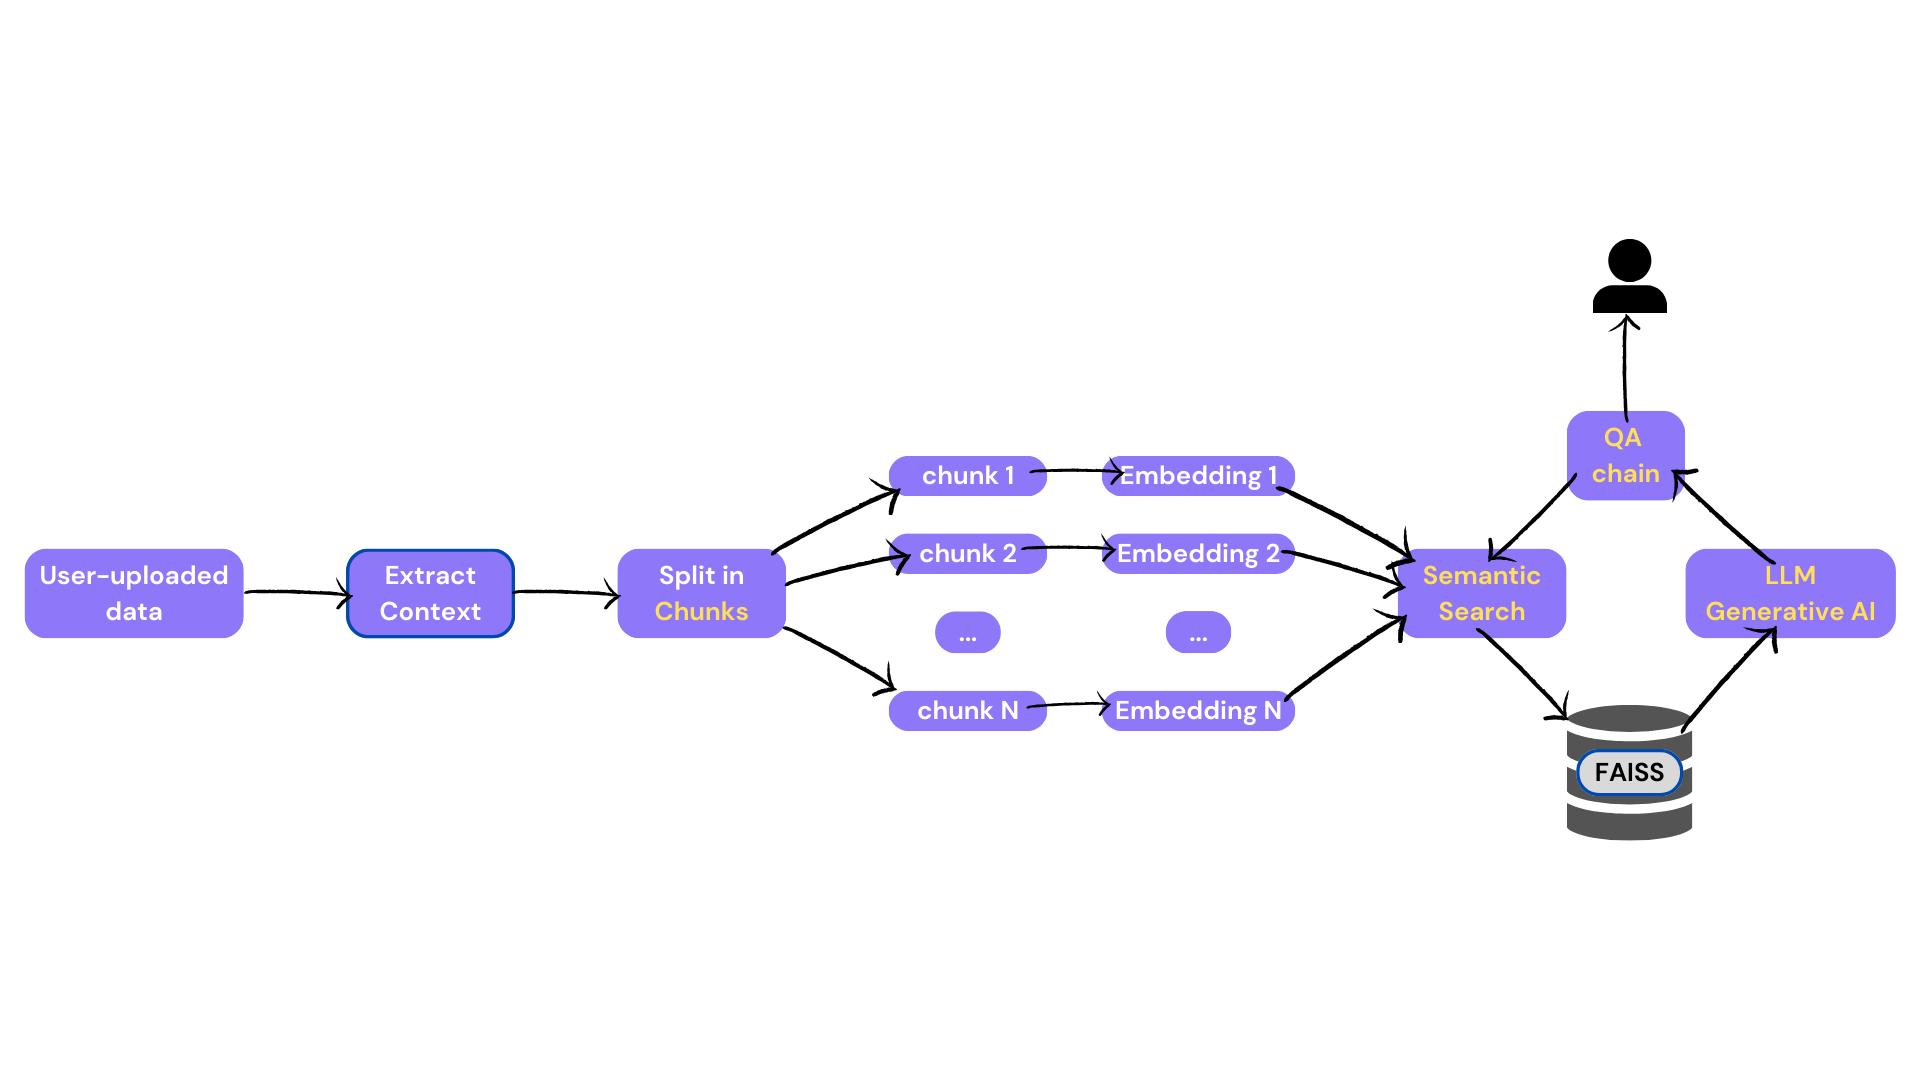 User-uploaded
data
Extract
Context
Split in
Chunks
chunk 1
chunk 2
...
chunk N
Embedding 1
Embedding 2
...
Embedding N
Semantic
Search
QA
chain
LLM
Generative AI
FAISS